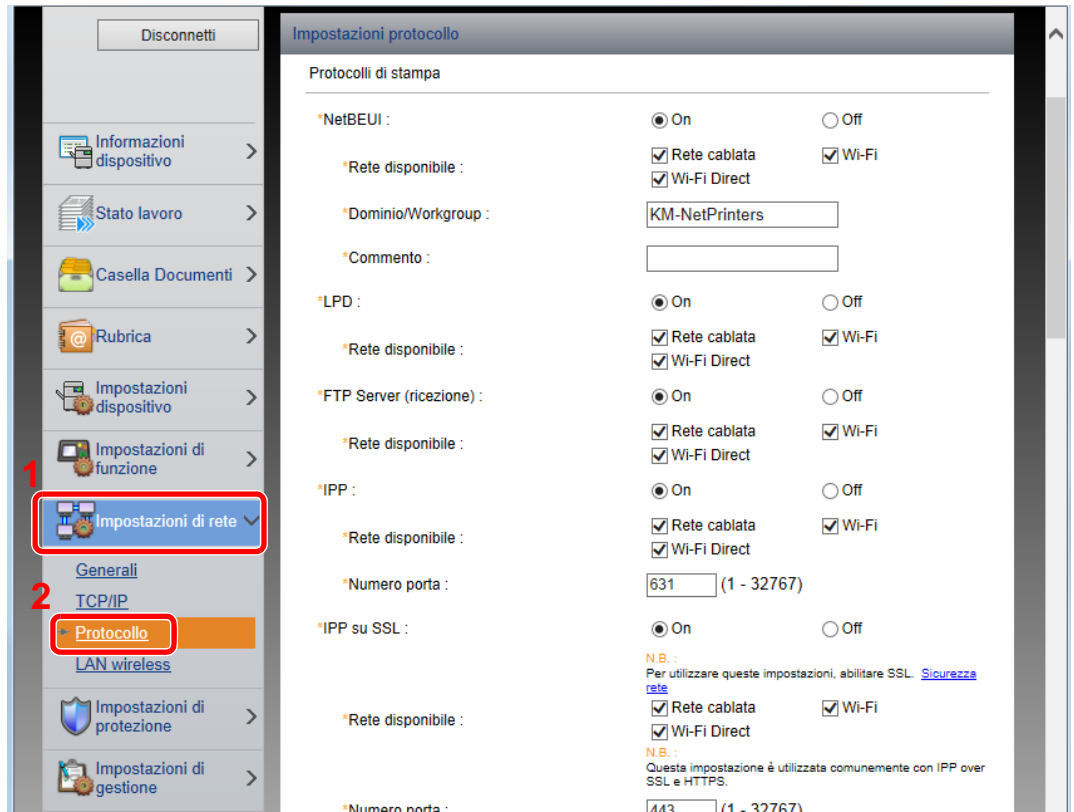 Disconnetti
Informazioni
dispositivo
Stato lavoro
Casella Documenti
@
Rubrica
Impostazioni
dispositivo
Impostazioni di
funzione
1
Impostazioni di rete
Generali
2
TCP/IP
Protocollo
LAN wireless
Impostazioni di
protezione
Impostazioni di
gestione
Impostazioni protocollo
Protocolli di stampa
*NetBEUI : On Off
*Rete disponibile : Rete cablata Wi-Fi
Wi-Fi Direct
*Dominio/Workgroup : KM-NetPrinters
*Commento :
*LPD : On Off
*Rete disponibile : Rete cablata Wi-Fi
Wi-Fi Direct
*FTP Server (ricezione) : On Off
*Rete disponibile : Rete cablata Wi-Fi
Wi-Fi Direct
*IPP : On Off
*Rete disponibile : Rete cablata Wi-Fi
Wi-Fi Direct
*Numero porta : 631 (1 - 32767)
*IPP su SSL : On Off
N.B. :
Per utilizzare queste impostazioni, abilitare SSL. Sicurezza
rete
*Rete disponibile : Rete cablata Wi-Fi
Wi-Fi Direct
N.B. :
Questa impostazione è utilizzata comunemente con IPP over
SSL e HTTPS.
*Numero porta : 443 (1 - 32767)